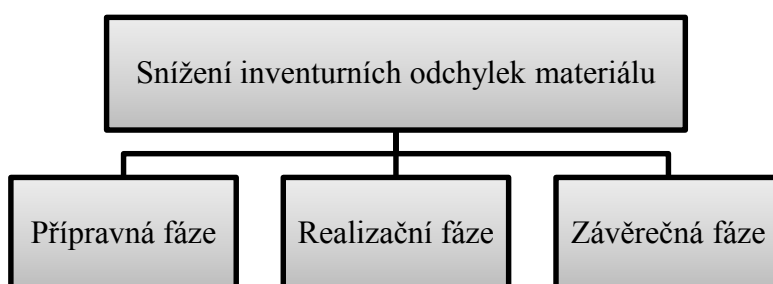 Snížení inventurních odchylek materiálu
Přípravná fáze
Realizační fáze
Závěrečná fáze